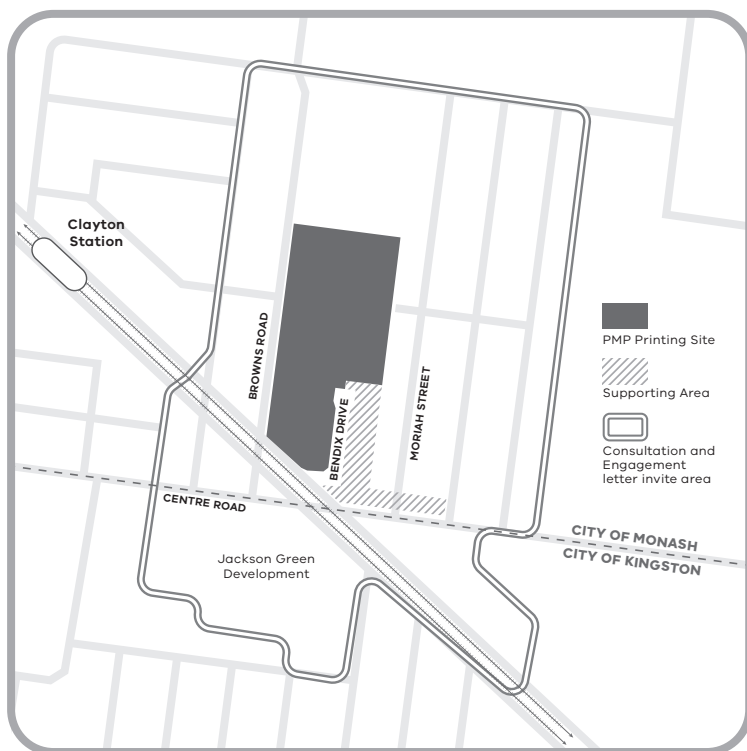 Clayton
Station
BROWNS ROAD
BENDIX DRIVE
MORIAH STREET
PMP Printing Site
Supporting Area
Consultation and
Engagement
letter invite area
CENTRE ROAD
CITY OF MONASH
CITY OF KINGSTON
Jackson Green
Development